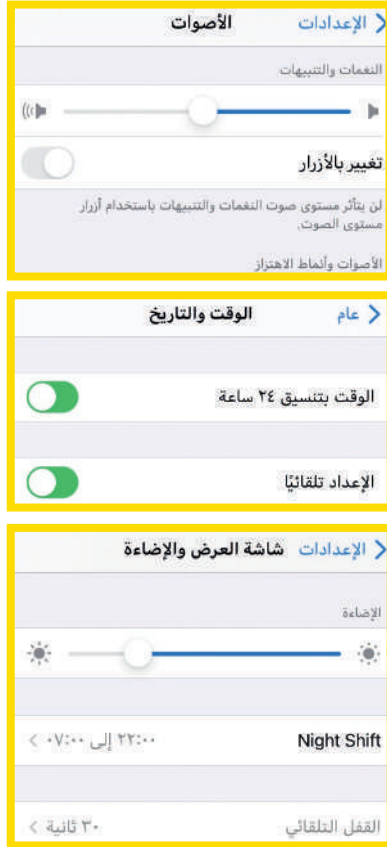 الإعدادات الأصوات
النغمات والتنبيهات
تغيير بالأزرار
لن يتأثر مستوى صوت النغمات والتنبيهات باستخدام أزرار
مستوى الصوت.
الأصوات وأنماط الاهتزاز
عام الوقت والتاريخ
الوقت بتنسيق ٢٤ ساعة
الإعداد تلقائيًا
الإعدادات شاشة العرض والإضاءة
الإضاءة
Night Shift ٢٢:٠٠ إلى ٠٧:٠٠
القفل التلقائي ٣٠ ثانية